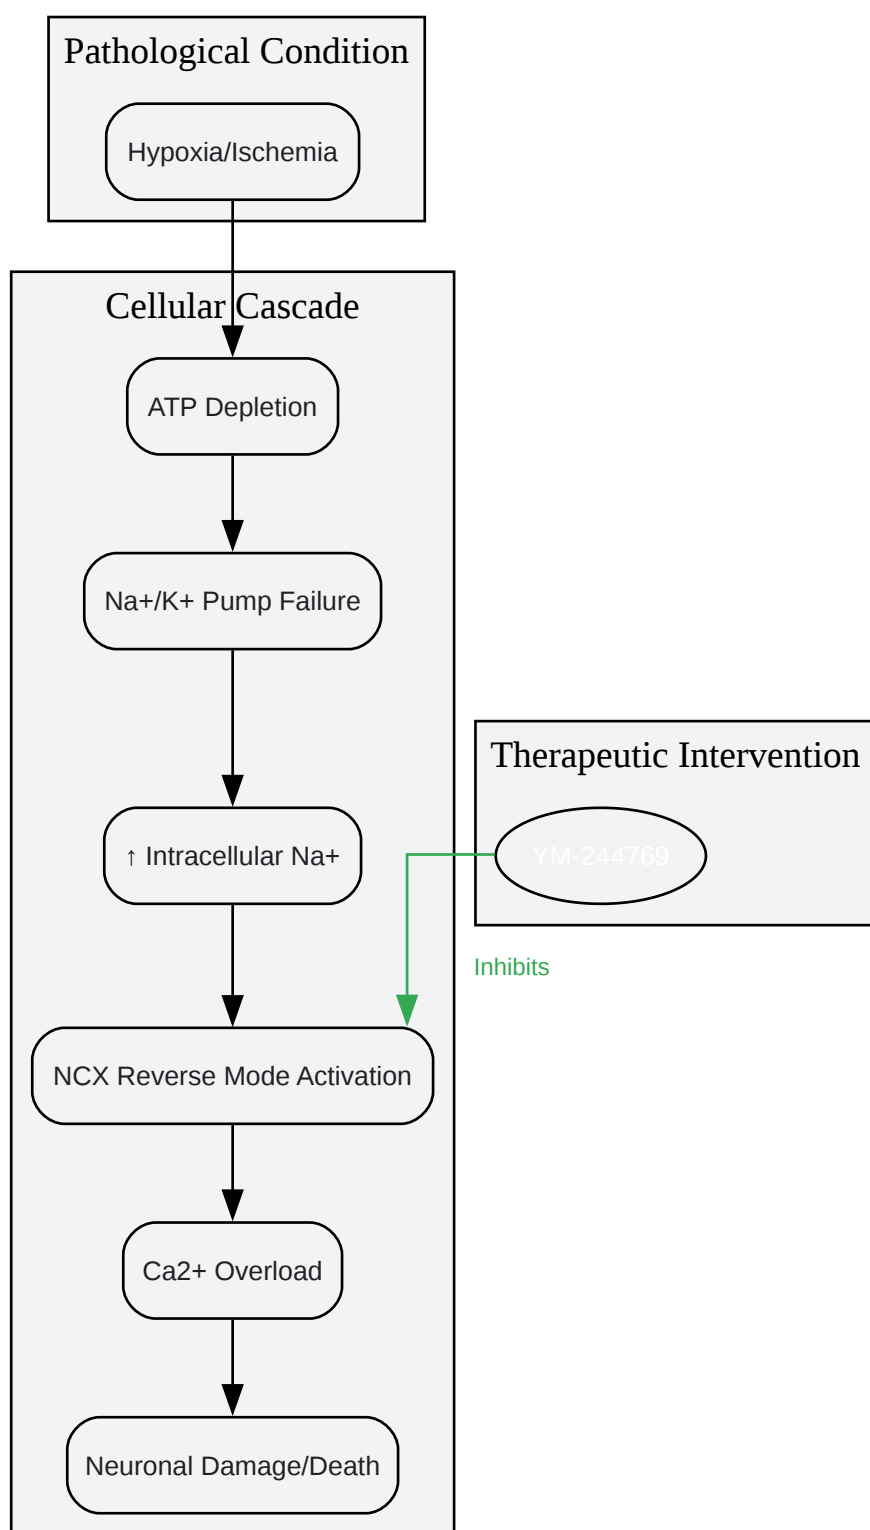 Pathological Condition
Hypoxia/Ischemia
Cellular Cascade
ATP Depletion
Na+/K+ Pump Failure
Therapeutic Intervention
↑ Intracellular Na+
YM-244769
Inhibits
NCX Reverse Mode Activation
Ca2+ Overload
Neuronal Damage/Death